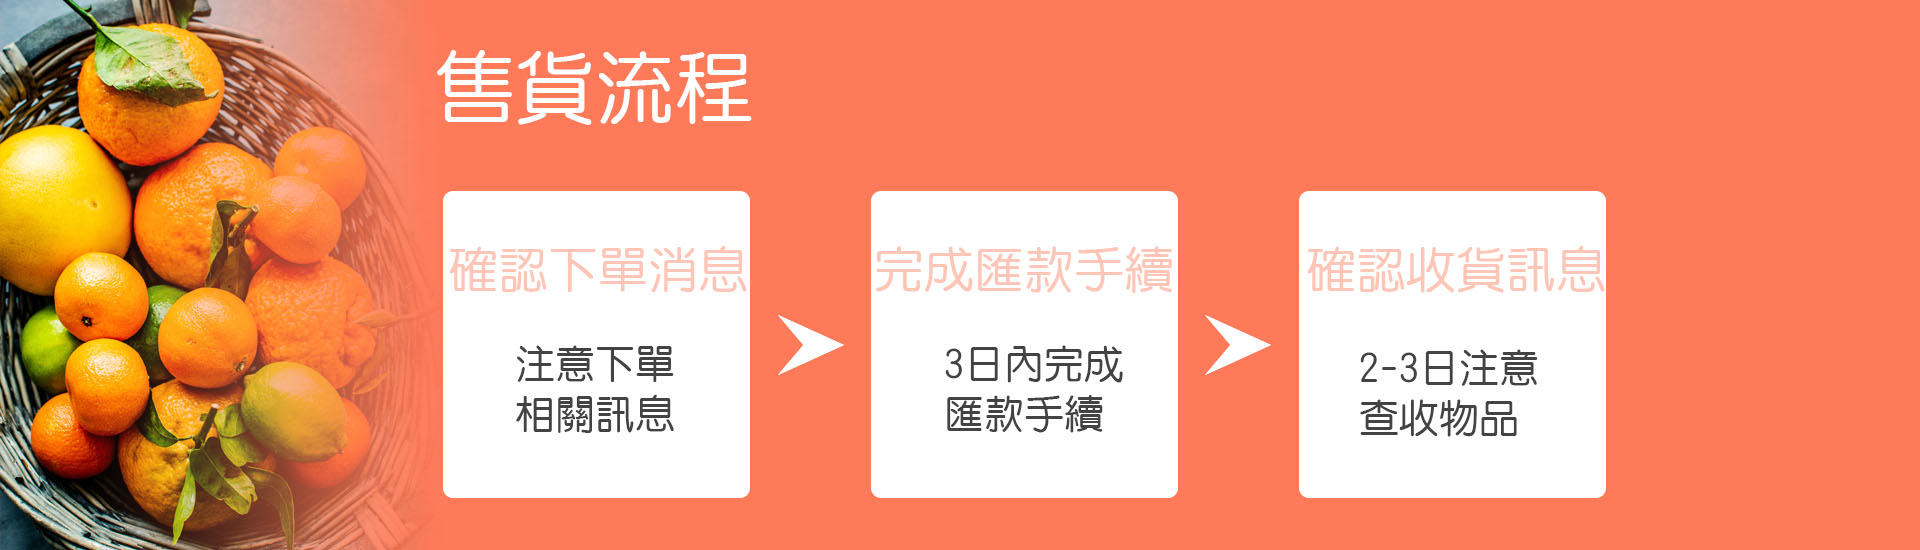 售貨流程
確認下單消息
注意下單
相關訊息
完成匯款手續
3日內完成
匯款手續
確認收貨訊息
2-3日注意
查收物品